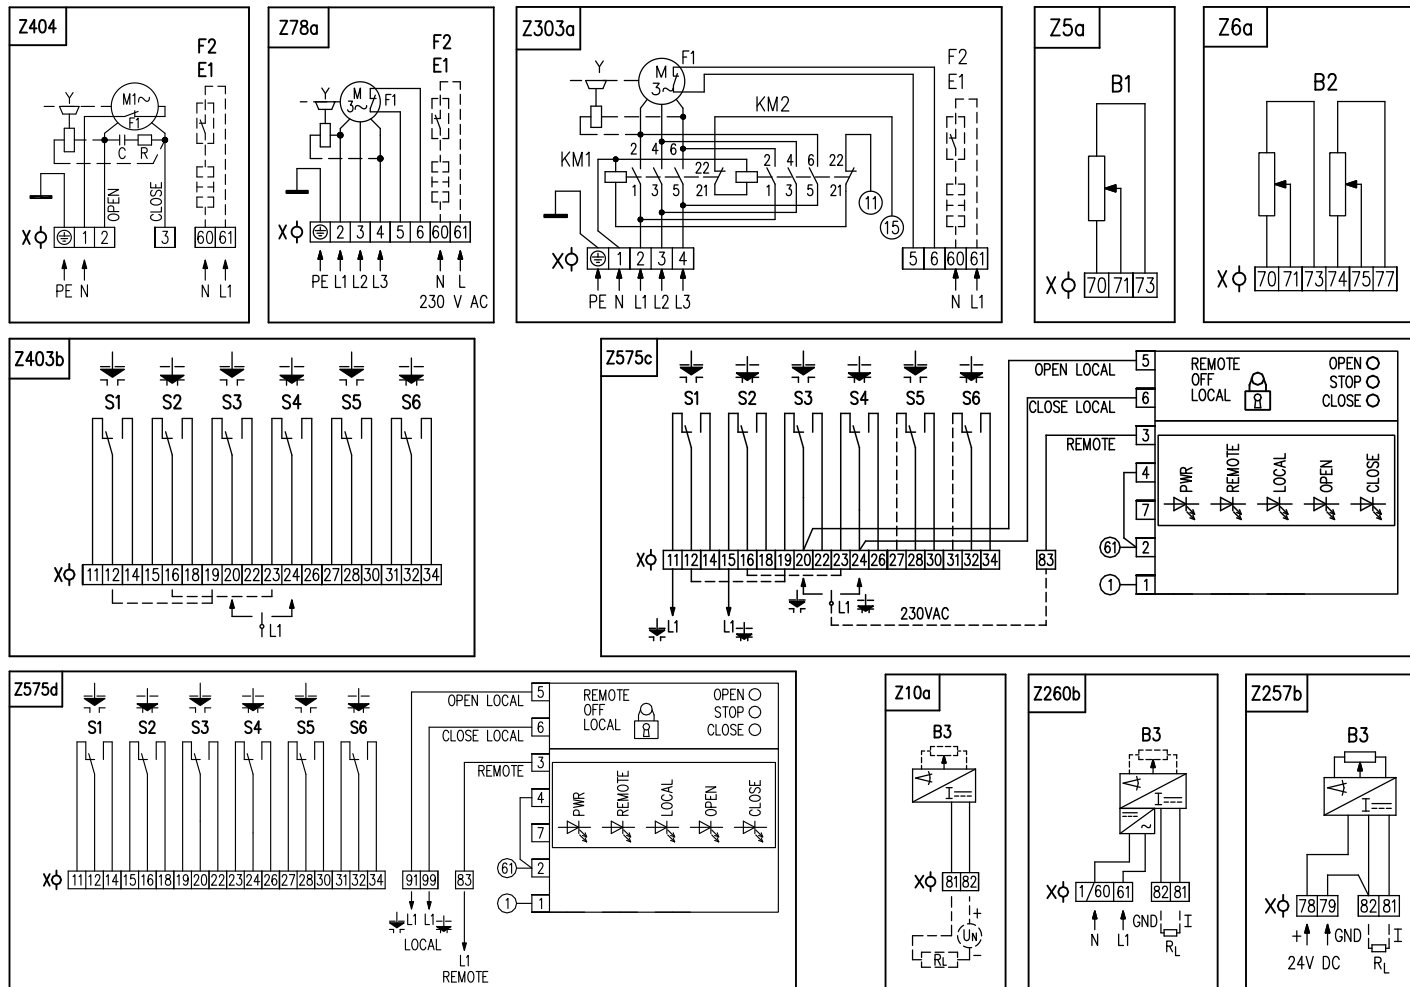 Z404
F2
E1
Y
M1~
F1
C R
OPEN
CLOSE
X 1 2 3 60 61
PE N N L1
Z78a
F2
E1
Y
M
3~
F1
X 2 3 4 5 6 60 61
PE L1 L2 L3 N L
230 V AC
Z303a
F1
F2
E1
Y
M
3~
KM2
2 4 6 2 4 6 22
KM1
22
1 3 5 21 1 3 5 21
11
15
X 1 2 3 4 5 6 60 61
PE N L1 L2 L3 N L1
Z5a
B1
X 70 71 73
Z6a
B2
X 70 71 73 74 75 77
Z403b
S1 S2 S3 S4 S5 S6
X 11 12 14 15 16 18 19 20 22 23 24 26 27 28 30 31 32 34
L1
Z575c
S1 S2 S3 S4 S5 S6
OPEN LOCAL 5
CLOSE LOCAL 6
REMOTE 3
4
7
61 2
1 1
REMOTE
OFF
LOCAL
OPEN
STOP
CLOSE
PWR
REMOTE
LOCAL
OPEN
CLOSE
X 11 12 14 15 16 18 19 20 22 23 24 26 27 28 30 31 32 34 83
L1 L1 L1 230VAC
Z575d
S1 S2 S3 S4 S5 S6
OPEN LOCAL 5
CLOSE LOCAL 6
REMOTE 3
4
7
61 2
1 1
REMOTE
OFF
LOCAL
OPEN
STOP
CLOSE
PWR
REMOTE
LOCAL
OPEN
CLOSE
X 11 12 14 15 16 18 19 20 22 23 24 26 27 28 30 31 32 34 91 99 83
L1 L1
LOCAL
L1
REMOTE
Z10a
B3
I
X 81 82
+
UN
-
RL
Z260b
B3
I
~
X 1/60 61 82 81
N L1 GND I
RL
Z257b
B3
I
X 78 79 82 81
+ GND I
24V DC RL